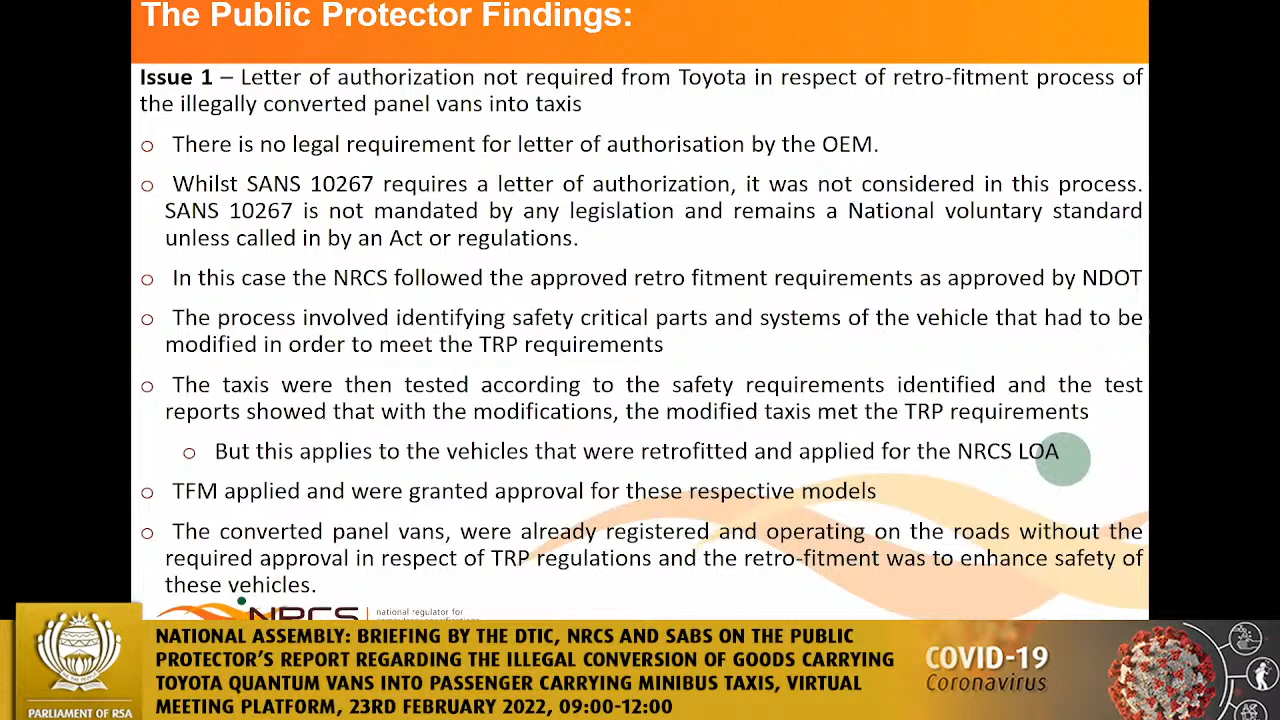 The Public Protector Findings:
Issue 1 – Letter of authorization not required from Toyota in respect of retro-fitment process of
the illegally converted panel vans into taxis
o There is no legal requirement for letter of authorisation by the OEM.
o Whilst SANS 10267 requires a letter of authorization, it was not considered in this process.
SANS 10267 is not mandated by any legislation and remains a National voluntary standard
unless called in by an Act or regulations.
o In this case the NRCS followed the approved retro fitment requirements as approved by NDOT
o The process involved identifying safety critical parts and systems of the vehicle that had to be
modified in order to meet the TRP requirements
o The taxis were then tested according to the safety requirements identified and the test
reports showed that with the modifications, the modified taxis met the TRP requirements
o But this applies to the vehicles that were retrofitted and applied for the NRCS LOA
o TFM applied and were granted approval for these respective models
o The converted panel vans, were already registered and operating on the roads without the
required approval in respect of TRP regulations and the retro-fitment was to enhance safety of
these vehicles.
NRCS
national regulator for
NATIONAL ASSEMBLY: BRIEFING BY THE DTIC, NRCS AND SABS ON THE PUBLIC
PROTECTOR'S REPORT REGARDING THE ILLEGAL CONVERSION OF GOODS CARRYING
TOYOTA QUANTUM VANS INTO PASSENGER CARRYING MINIBUS TAXIS, VIRTUAL
MEETING PLATFORM, 23RD FEBRUARY 2022, 09:00-12:00
PARLIAMENT OF RSA
COVID-19
Coronavirus